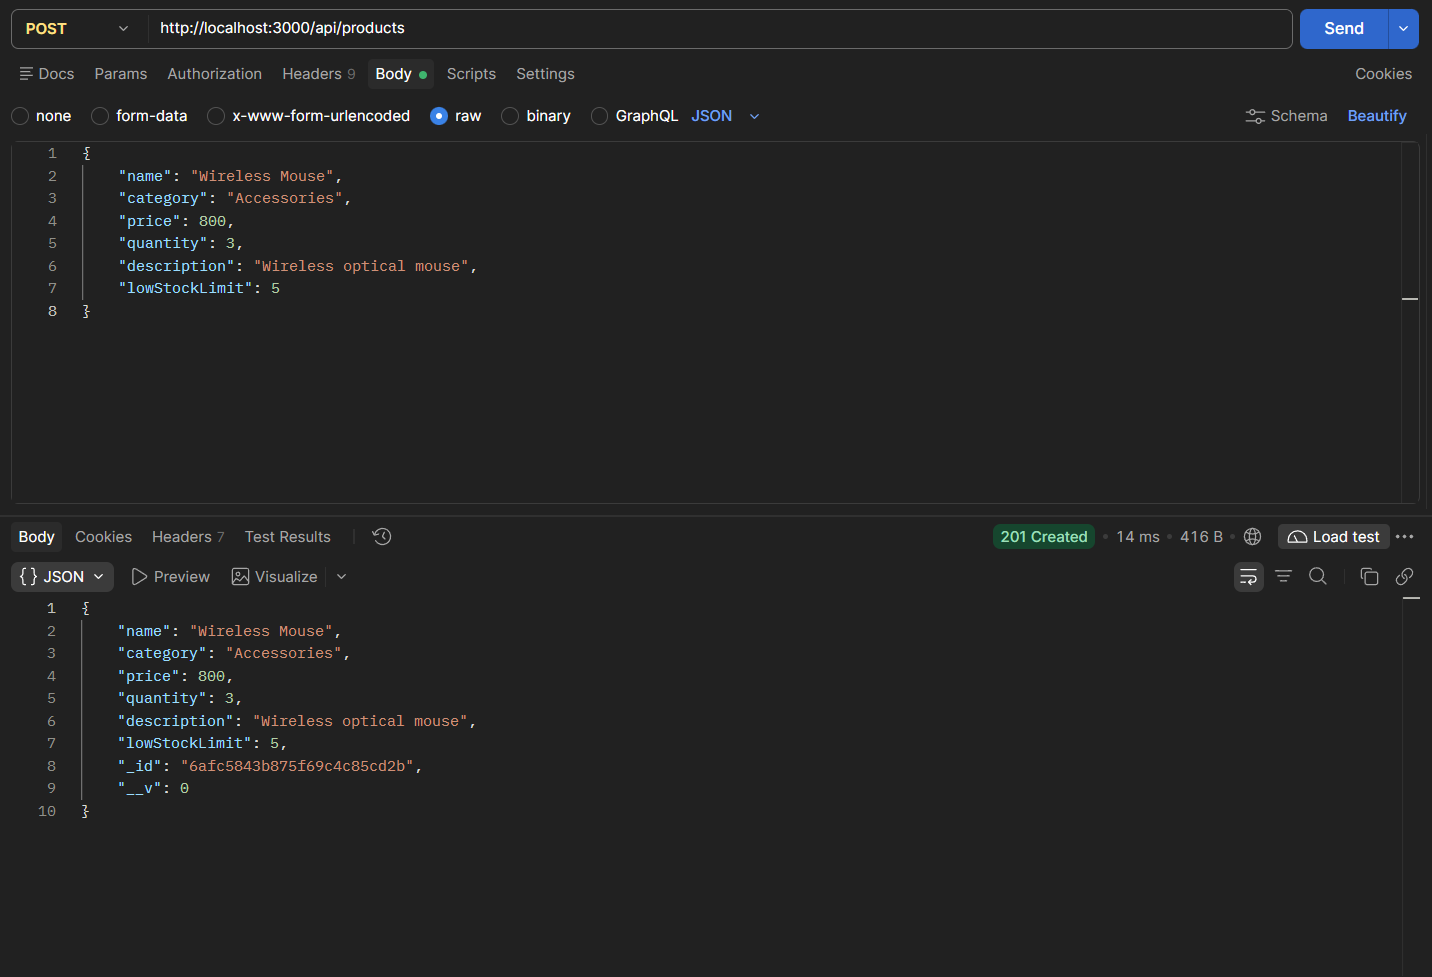 POST http://localhost:3000/api/products Send
Docs Params Authorization Headers 9 Body Scripts Settings Cookies
none form-data x-www-form-urlencoded raw binary GraphQL JSON Schema Beautify
1 {
2 "name": "Wireless Mouse",
3 "category": "Accessories",
4 "price": 800,
5 "quantity": 3,
6 "description": "Wireless optical mouse",
7 "lowStockLimit": 5
8 }
Body Cookies Headers 7 Test Results 201 Created • 14 ms • 416 B • Load test
{} JSON Preview Visualize
1 {
2 "name": "Wireless Mouse",
3 "category": "Accessories",
4 "price": 800,
5 "quantity": 3,
6 "description": "Wireless optical mouse",
7 "lowStockLimit": 5,
8 "_id": "6afc5843b875f69c4c85cd2b",
9 "__v": 0
10 }